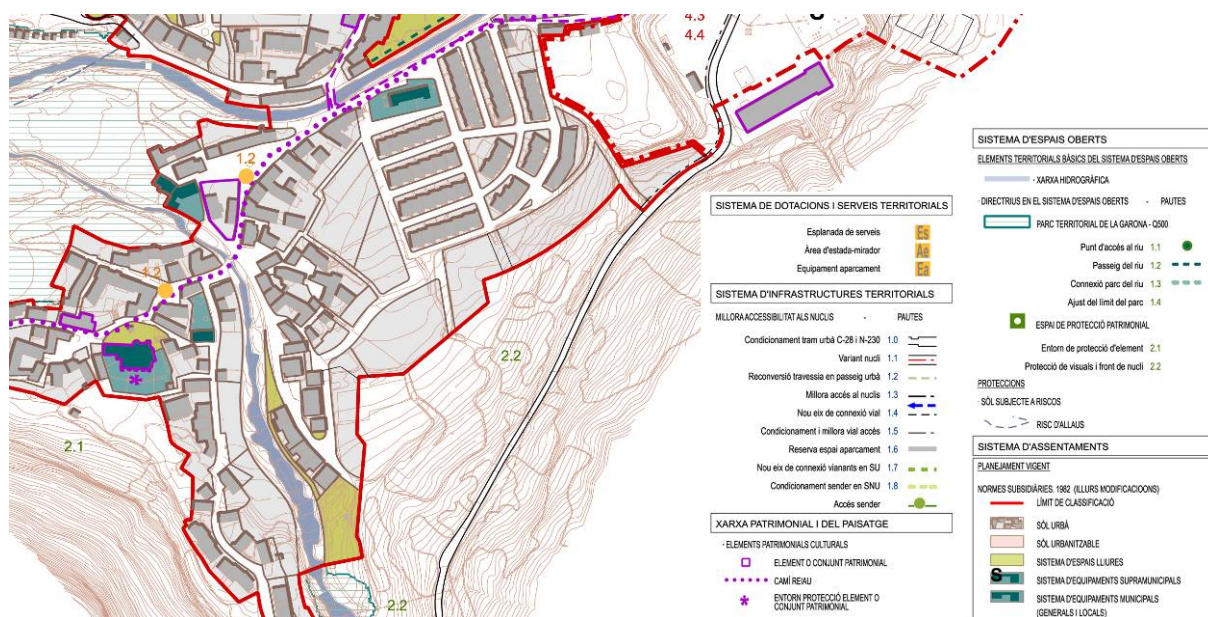 4.3
4.4
S
1.2
1.2
2.2
2.1
2.2
SISTEMA DE DOTACIONS I SERVEIS TERRITORIALS
Esplanada de serveis Es
Àrea d'estada-mirador Ae
Equipament aparcament Ea
SISTEMA D'INFRASTRUCTURES TERRITORIALS
MILLORA ACCESSIBILITAT ALS NUCLIS - PAUTES
Condicionament tram urbà C-28 i N-230 1.0
Variant nucli 1.1
Reconversió travessia en passeig urbà 1.2
Millora accés al nuclis 1.3
Nou eix de connexió vial 1.4
Condicionament i millora vial accés 1.5
Reserva espai aparcament 1.6
Nou eix de connexió vianants en SU 1.7
Condicionament sender en SNU 1.8
Accés sender
XARXA PATRIMONIAL I DEL PAISATGE
- ELEMENTS PATRIMONIALS CULTURALS
ELEMENT O CONJUNT PATRIMONIAL
CAMÍ REIAU
ENTORN PROTECCIÓ ELEMENT O
CONJUNT PATRIMONIAL
SISTEMA D'ESPAIS OBERTS
ELEMENTS TERRITORIALS BÀSICS DEL SISTEMA D'ESPAIS OBERTS
- XARXA HIDROGRÀFICA
- DIRECTRIUS EN EL SISTEMA D'ESPAIS OBERTS - PAUTES
PARC TERRITORIAL DE LA GARONA - Q500
Punt d'accés al riu 1.1
Passeig del riu 1.2
Connexió parc del riu 1.3
Ajust del límit del parc 1.4
ESPAI DE PROTECCIÓ PATRIMONIAL
Entorn de protecció d'element 2.1
Protecció de visuals i front de nucli 2.2
PROTECCIONS
- SÒL SUBJECTE A RISCOS
RISC D'ALLAUS
SISTEMA D'ASSENTAMENTS
PLANEJAMENT VIGENT
NORMES SUBSIDIÀRIES. 1982 (ILLURS MODIFICACIOONS)
LÍMIT DE CLASSIFICACIÓ
SÒL URBÀ
SÒL URBANITZABLE
SISTEMA D'ESPAIS LLIURES
S SISTEMA D'EQUIPAMENTS SUPRAMUNICIPALS
SISTEMA D'EQUIPAMENTS MUNICIPALS
(GENERALS I LOCALS)